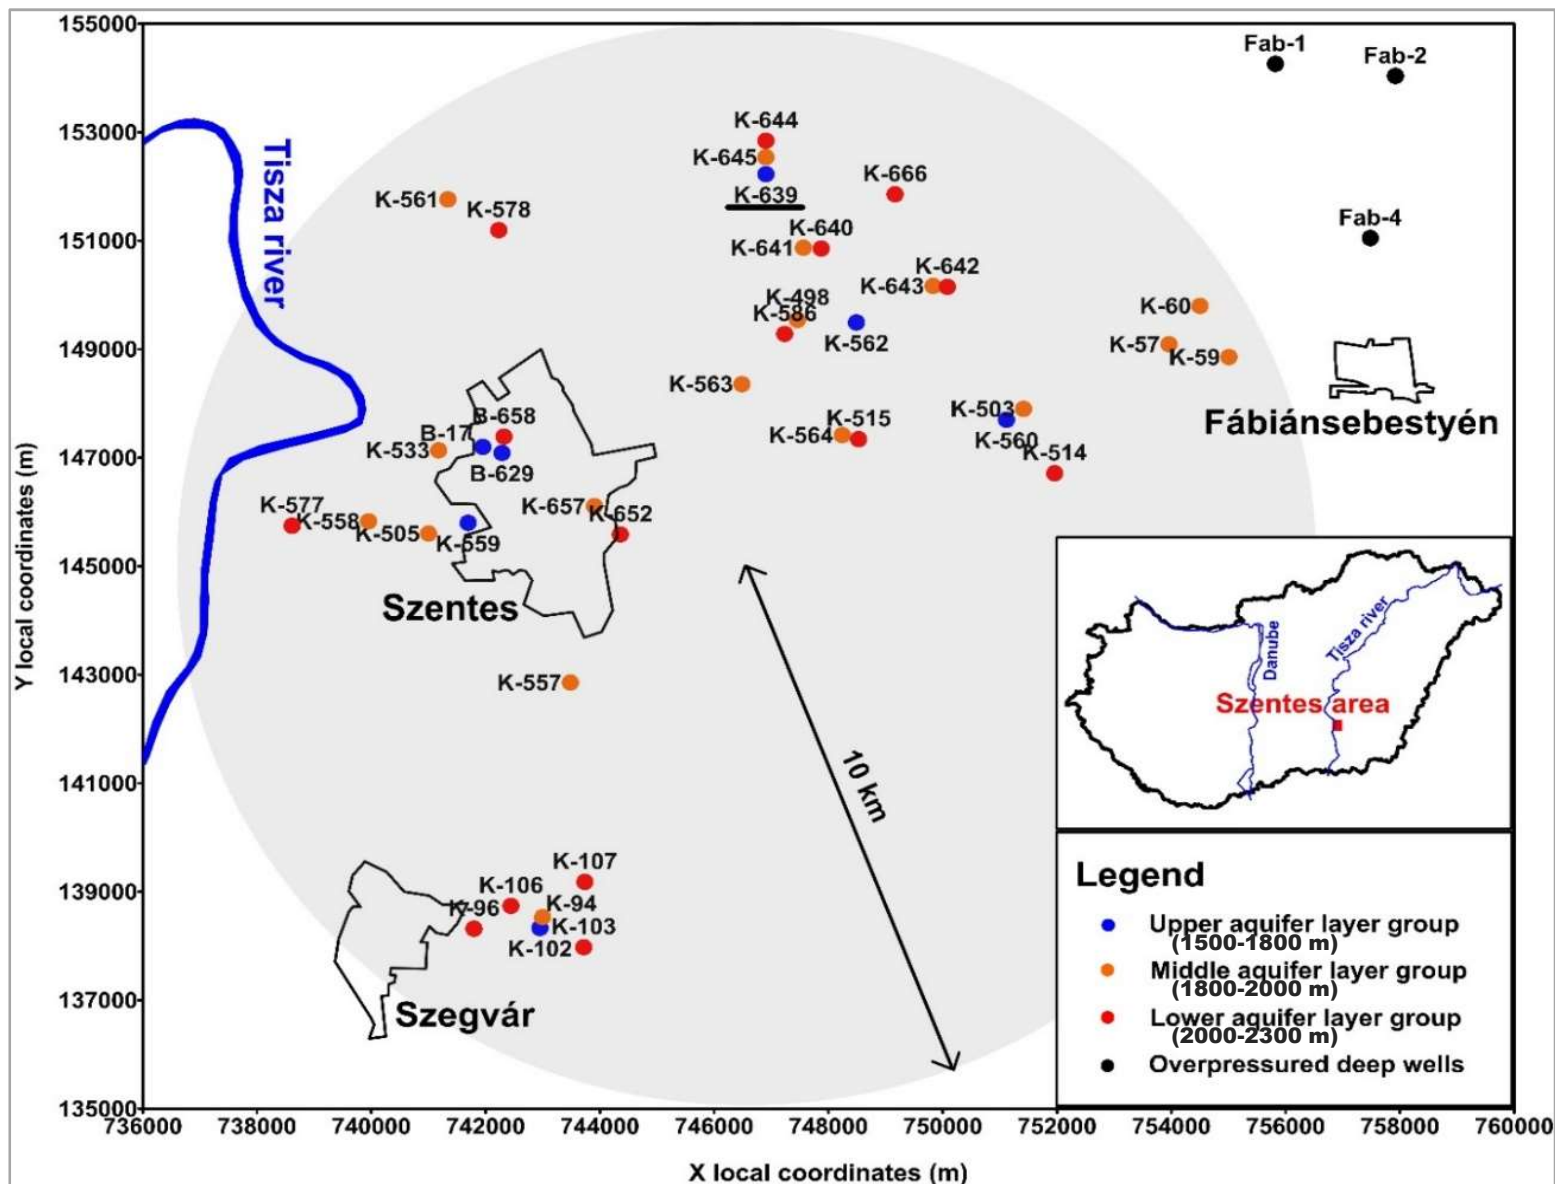 155000
Fab-1
Fab-2
K-644
153000
K-645
K-666
K-639
K-561
K-578
Fab-4
K-640
151000
K-641
K-642
K-643
K-498
K-60
K-586
149000
K-562
K-57
K-59
K-563
K-503
B-658
K-515
Fábiánsebestyén
B-17
K-564
K-560
147000
K-533
K-514
B-629
K-577
K-657
K-652
K-558
K-505
K-559
145000
Szentes
143000
K-557
141000
10 km
139000
K-107
K-106
K-96
K-94
K-103
K-102
137000
Szegvár
135000
Tisza river
Danube
Tisza river
Szentes area
Legend
Upper aquifer layer group
(1500-1800 m)
Middle aquifer layer group
(1800-2000 m)
Lower aquifer layer group
(2000-2300 m)
Overpressured deep wells
736000 738000 740000 742000 744000 746000 748000 750000 752000 754000 756000 758000 760000
X local coordinates (m)
Y local coordinates (m)